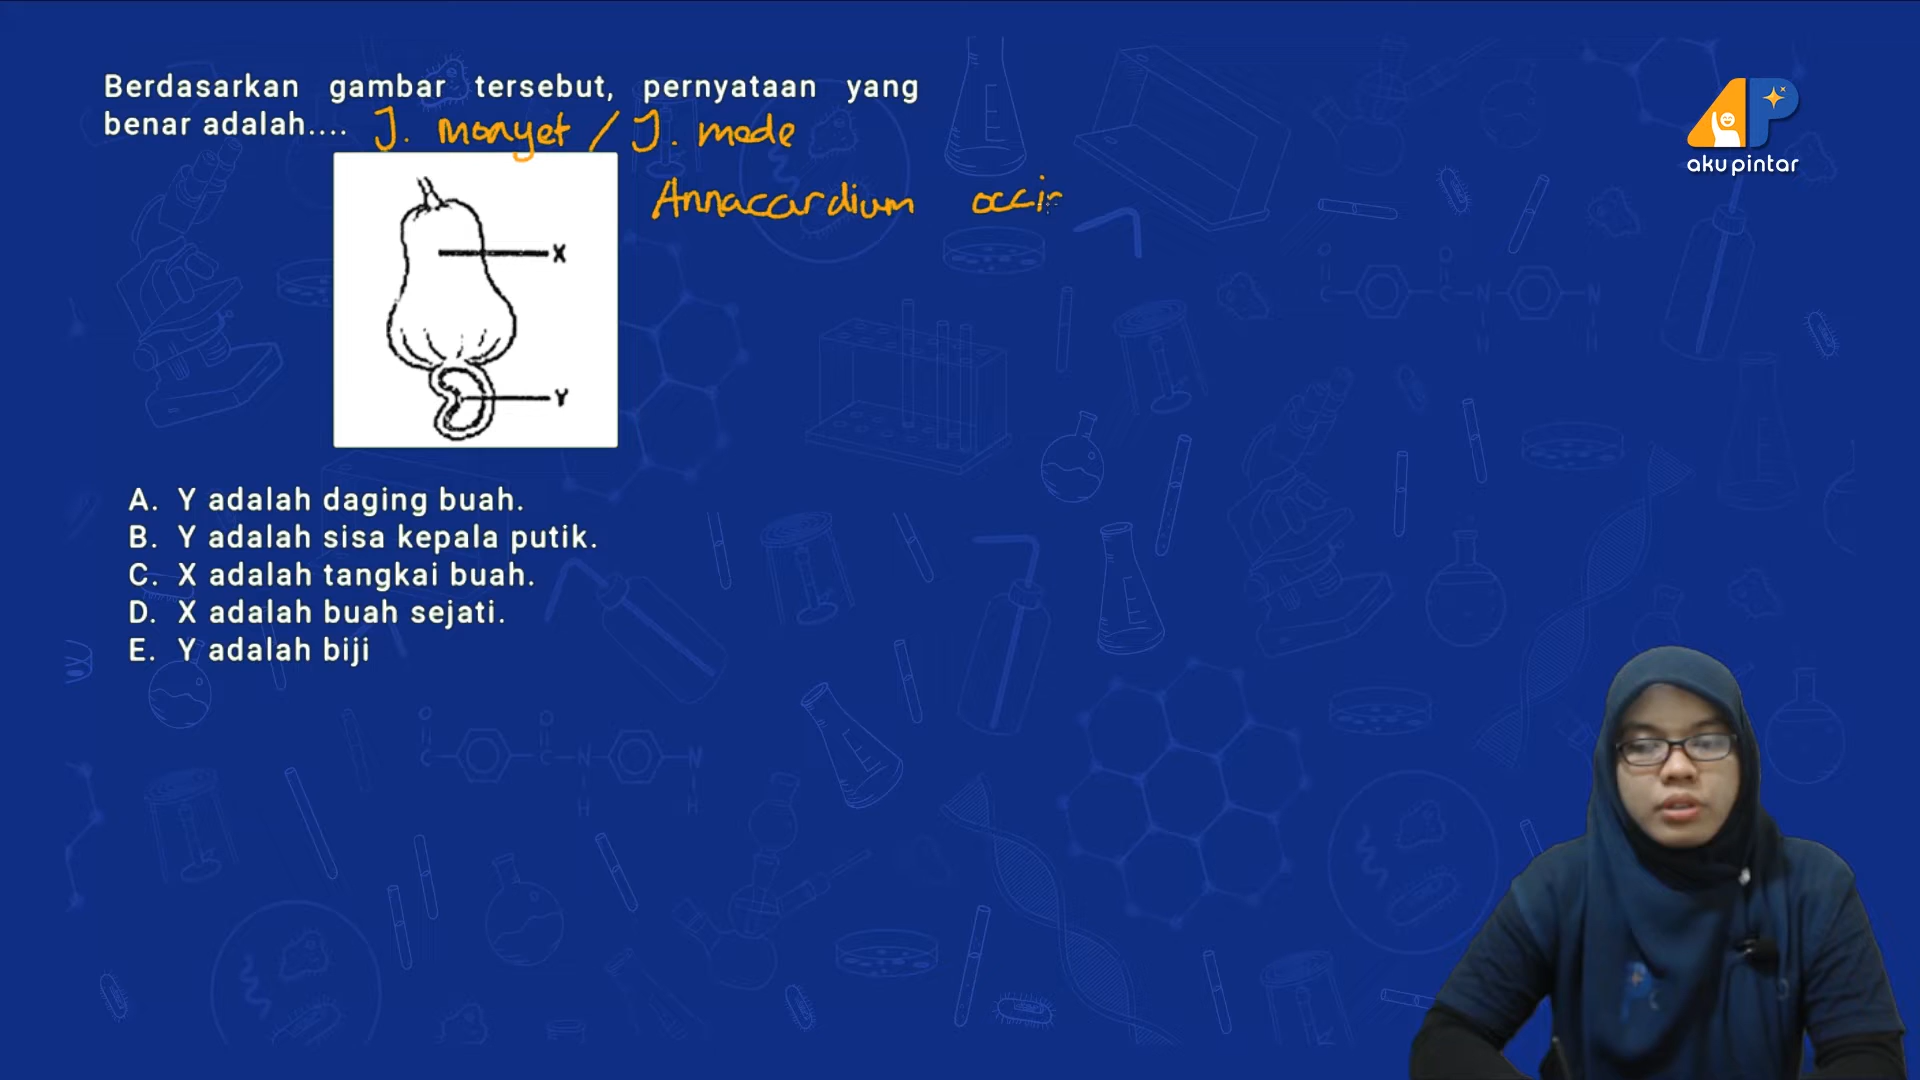 Berdasarkan gambar tersebut, pernyataan yang
benar adalah....
J. monyet / J. mede
Annacardium occin
X
Y
A. Y adalah daging buah.
B. Y adalah sisa kepala putik.
C. X adalah tangkai buah.
D. X adalah buah sejati.
E. Y adalah biji
aku pintar